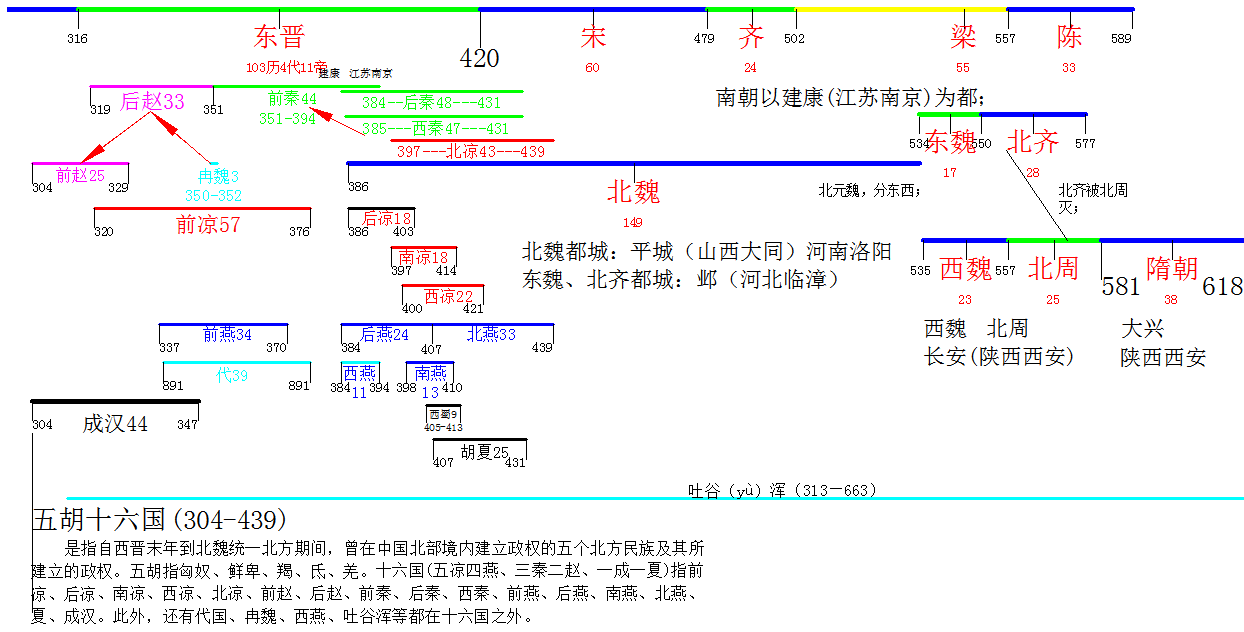 东晋 宋 齐 梁 陈
316 420 479 502 557 589
103历4代11帝 60 24 55 33
建康 江苏南京
后赵33 前秦44 384--后秦48---431
319 351 351-394
南朝以建康(江苏南京)为都；
385---西秦47---431
397---北凉43---439
东魏 北齐
534 550 577
17 28
前赵25 冉魏3
304 329 350-352
386 北魏
149
北元魏，分东西；
北齐被北周
灭；
前凉57 后凉18
320 376 386 403
南凉18
397 414
北魏都城：平城（山西大同）河南洛阳
东魏、北齐都城：邺（河北临漳）
西魏 北周 隋朝
535 557 581 618
23 25 38
西凉22
400 421
西魏 北周 大兴
长安(陕西西安) 陕西西安
前燕34 后燕24 北燕33
337 370 384 407 439
代39 西燕 南燕
891 891 384 11 394 398 13 410
成汉44
304 347
西蜀9
405-413
胡夏25
407 431
吐谷（yù）浑（313—663）
五胡十六国(304-439)
是指自西晋末年到北魏统一北方期间，曾在中国北部境内建立政权的五个北方民族及其所
建立的政权。五胡指匈奴、鲜卑、羯、氐、羌。十六国(五凉四燕、三秦二赵、一成一夏)指前
凉、后凉、南凉、西凉、北凉、前赵、后赵、前秦、后秦、西秦、前燕、后燕、南燕、北燕、
夏、成汉。此外，还有代国、冉魏、西燕、吐谷浑等都在十六国之外。